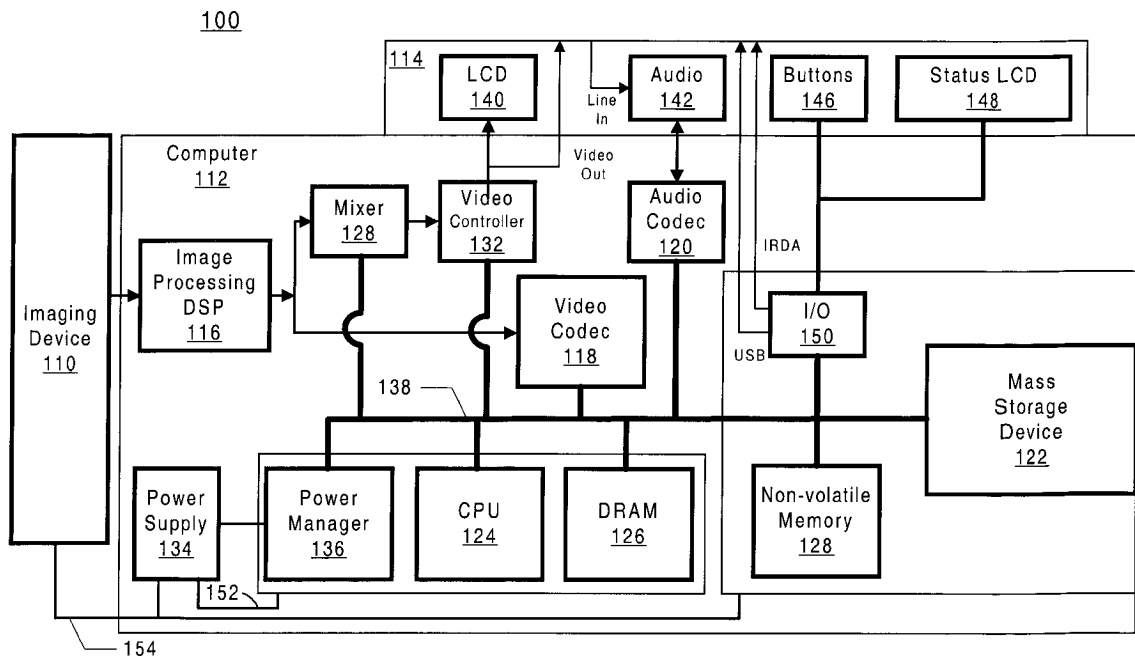 100
114
LCD
140
Line
In
Audio
142
Buttons
146
Status LCD
148
Computer
112
Video
Out
Mixer
128
Video
Controller
132
Audio
Codec
120
IRDA
Imaging
Device
110
Image
Processing
DSP
116
Video
Codec
118
I/O
150
USB
138
Mass
Storage
Device
122
Power
Supply
134
Power
Manager
136
CPU
124
DRAM
126
Non-volatile
Memory
128
152
154